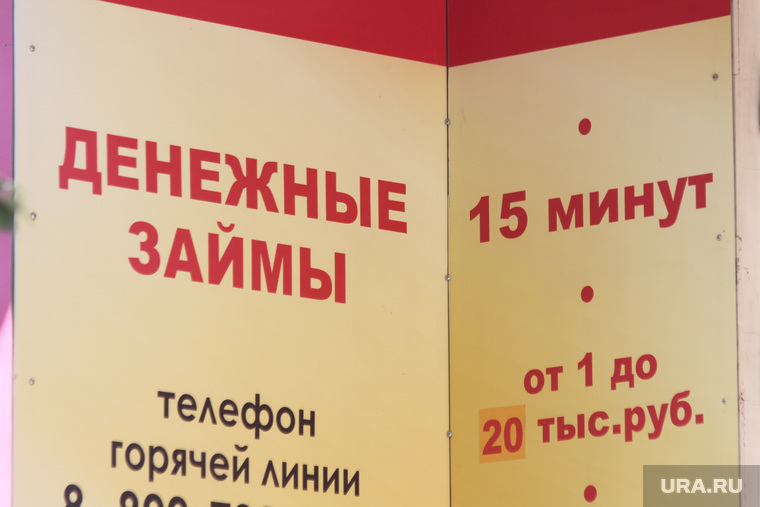 ДЕНЕЖНЫЕ
ЗАЙМЫ
телефон
горячей линии
15 минут
от 1 до
20 тыс.руб.
URA.RU